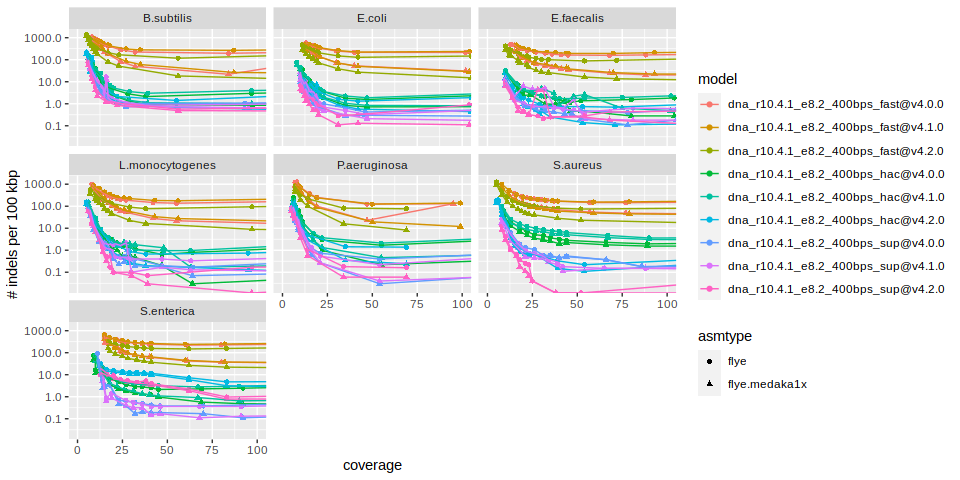 B.subtilis E.coli E.faecalis
1000.0
100.0
10.0
1.0
0.1
L.monocytogenes P.aeruginosa S.aureus
1000.0
100.0
10.0
1.0
0.1
0 25 50 75 100 0 25 50 75 100
S.enterica
1000.0
100.0
10.0
1.0
0.1
0 25 50 75 100
# indels per 100 kbp
coverage
model
dna_r10.4.1_e8.2_400bps_fast@v4.0.0
dna_r10.4.1_e8.2_400bps_fast@v4.1.0
dna_r10.4.1_e8.2_400bps_fast@v4.2.0
dna_r10.4.1_e8.2_400bps_hac@v4.0.0
dna_r10.4.1_e8.2_400bps_hac@v4.1.0
dna_r10.4.1_e8.2_400bps_hac@v4.2.0
dna_r10.4.1_e8.2_400bps_sup@v4.0.0
dna_r10.4.1_e8.2_400bps_sup@v4.1.0
dna_r10.4.1_e8.2_400bps_sup@v4.2.0
asmtype
flye
flye.medaka1x